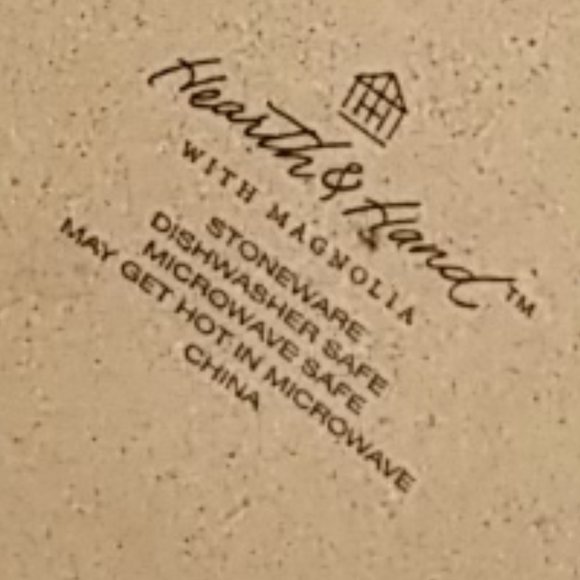 Hearth & Hand™
WITH MAGNOLIA
STONEWARE
DISHWASHER SAFE
MICROWAVE SAFE
MAY GET HOT IN MICROWAVE
CHINA